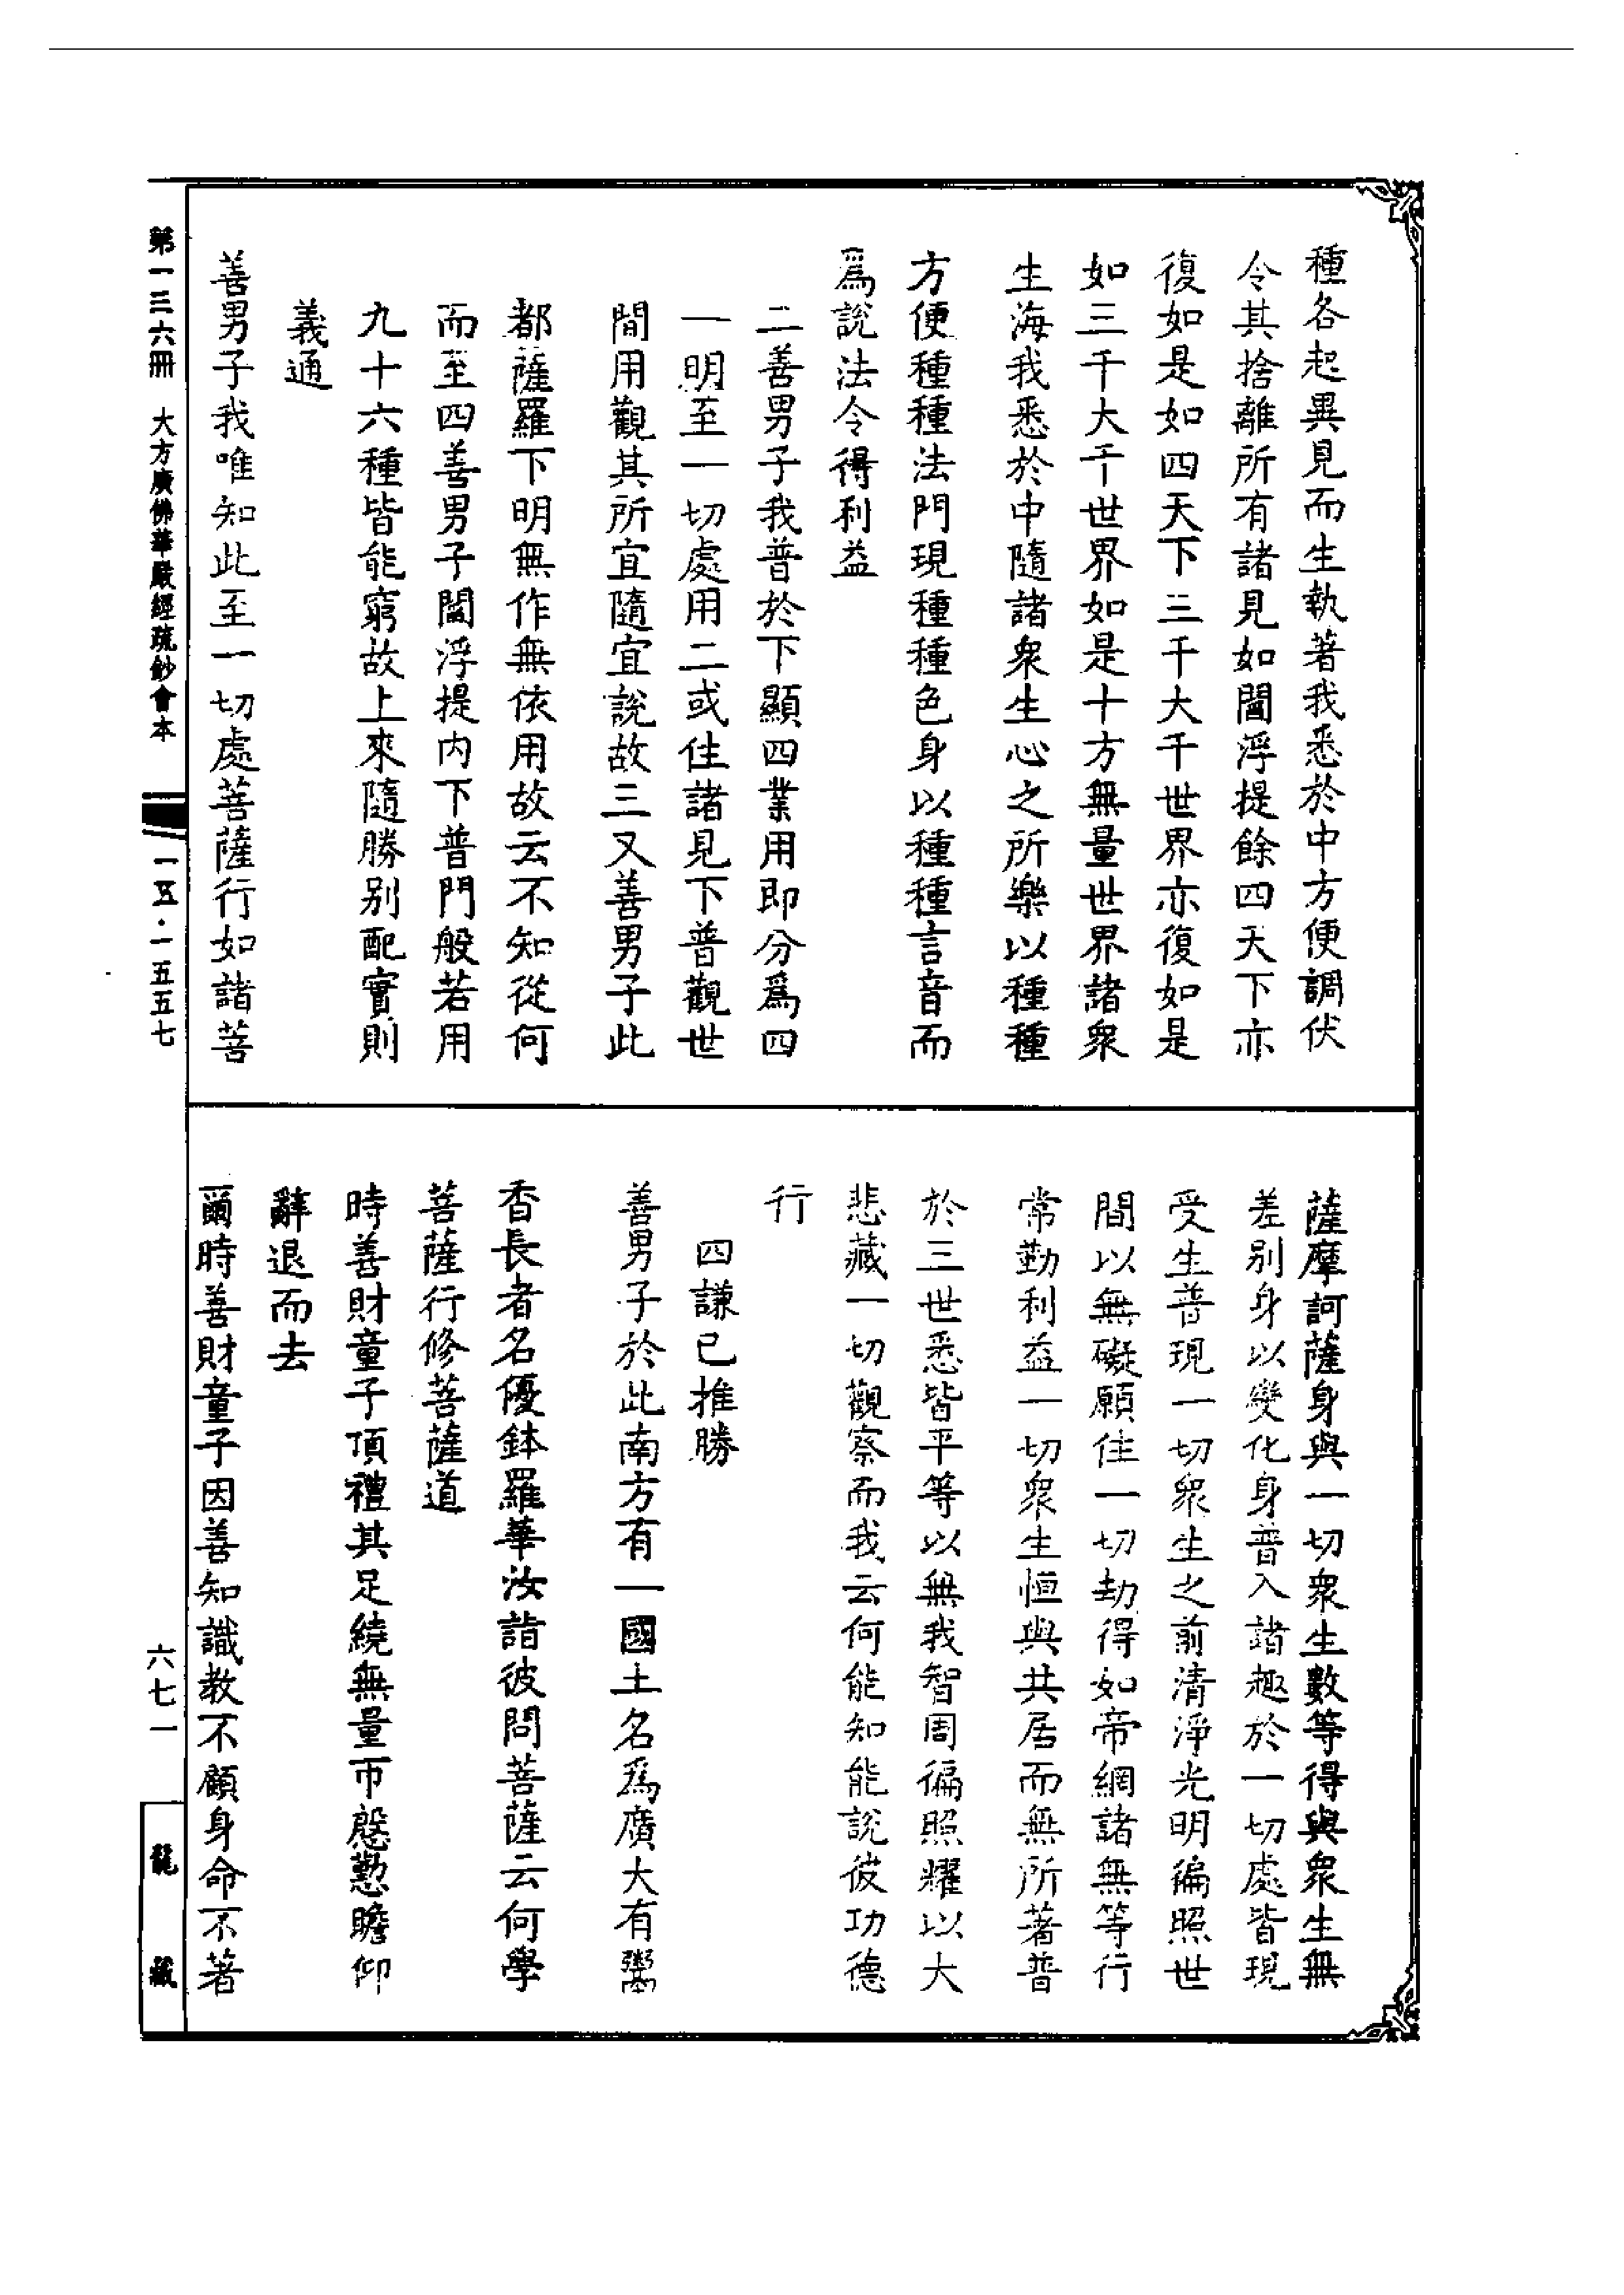 種各起異見而生執著我悉於中方便調伏
令其捨離所有諸見如閻浮提餘四天下亦
復如是如四天下三千大千世界亦復如是
如三千大千世界如是十方無量世界諸衆
生海我悉於中隨諸衆生心之所樂以種種
方便種種法門現種種色身以種種言音而
爲說法令得利益
二善男子我普於下顯四業用即分爲四
一明至一切處用二或住諸見下普觀世
間用觀其所宜隨宜說故三又善男子此
都薩羅下明無作無依用故云不知從何
而至四善男子閻浮提内下普門般若用
九十六種皆能窮故上來隨勝別配實則
義通
善男子我唯知此至一切處菩薩行如諸菩
薩摩訶薩身與一切衆生數等得與衆生無
差別身以變化身普入諸趣於一切處皆現
受生普現一切衆生之前清淨光明徧照世
間以無礙願住一切劫得如帝網諸無等行
常勤利益一切衆生恒與共居而無所著普
於三世悉皆平等以無我智周徧照耀以大
悲藏一切觀察而我云何能知能說彼功德
行
四謙已推勝
善男子於此南方有一國土名爲廣大有鬻
香長者名優鉢羅華汝詣彼問菩薩云何學
菩薩行修菩薩道
時善財童子頂禮其足繞無量帀慇懃瞻仰
辭退而去
爾時善財童子因善知識教不顧身命不著
第一三六冊 大方廣佛華嚴經疏鈔會本 一五·一五五七
六七一
龍藏